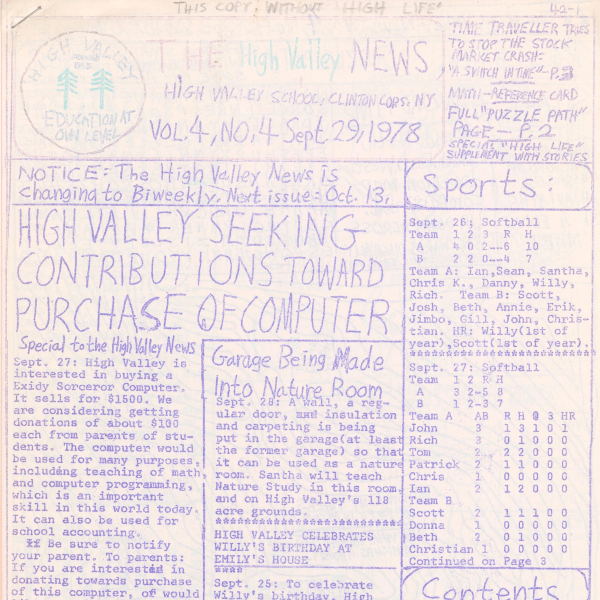 THIS COPY: WITHOUT "HIGH LIFE"
42-1
HIGH VALLEY
EDUCATION AT
OWN LEVEL
THE High Valley NEWS
HIGH VALLEY SCHOOL, CLINTON CORS. NY
VOL. 4, NO. 4 Sept. 29, 1978
TIME TRAVELLER TRIES
TO STOP THE STOCK
MARKET CRASH:
"A SWITCH IN TIME"-P.3
MATH-REFERENCE CARD
FULL "PUZZLE PATH"
PAGE - P. 2
SPECIAL "HIGH LIFE"
SUPPLEMENT WITH STORIES
NOTICE: The High Valley News is
changing to Biweekly. Next issue: Oct. 13,
HIGH VALLEY SEEKING
CONTRIBUTIONS TOWARD
PURCHASE OF COMPUTER
Special to the High Valley News
Sept. 27: High Valley is
interested in buying a
Exidy Sorceror Computer.
It sells for $1500. We
are considering getting
donations of about $100
each from parents of stu-
dents. The computer would
be used for many purposes,
including teaching of math
and computer programming,
which is an important
skill in this world today.
It can also be used for
school accounting.
Be sure to notify
your parent. To parents:
If you are interested in
donating towards purchase
of this computer, of would
Garage Being Made
Into Nature Room
Sept. 28: A wall, a reg-
ular door, insulation
and carpeting is being
put in the garage(at least
the former garage) so that
it can be used as a nature
room. Santha will teach
Nature Study in this room
and on High Valley's 118
acre grounds.
**************************
HIGH VALLEY CELEBRATES
WILLY'S BIRTHDAY AT
EMILY'S HOUSE
****
Sept. 25: To celebrate
Willy's birthday, High
Sports:
Sept. 26: Softball
Team 1 2 3 R H
A 4 0 2--6 10
B 2 2 0--4 7
Team A: Ian,Sean, Santha,
Chris K., Danny, Willy,
Rich. Team B: Scott,
Josh, Beth, Annie, Erik,
Jimbo, Gill, John, Chris-
tian. HR: Willy(1st of
year),Scott(1st of year).
**************************
Sept. 27: Softball
Team 1 2 R H
A 3 2--5 8
B 1 2--3 7
Team A AB R H 2 3 HR
John 3 1 3 1 0 1
Rich 3 0 1 0 0 0
Tom 2 2 2 0 0 0
Patrick 2 1 1 0 0 0
Chris 1 0 0 0 0 0
Ian 2 1 2 0 0 0
Team B
Scott 2 1 1 1 0 0
Donna 1 0 0 0 0 0
Beth 2 0 1 0 0 0
Christian 1 0 0 0 0 0
Continued on Page 3
Contents